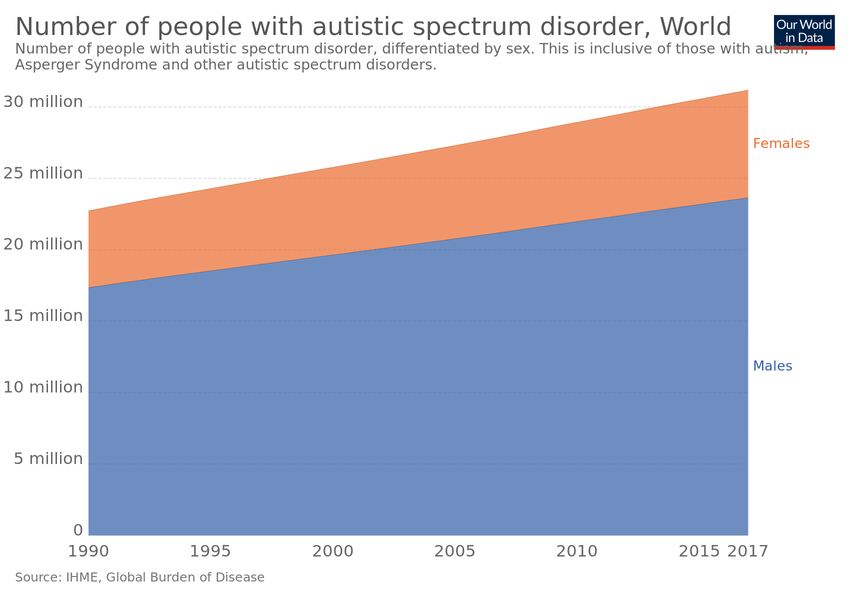 Number of people with autistic spectrum disorder, World
Our World
in Data
Number of people with autistic spectrum disorder, differentiated by sex. This is inclusive of those with autism,
Asperger Syndrome and other autistic spectrum disorders.
30 million
25 million
20 million
15 million
10 million
5 million
0
Females
Males
1990 1995 2000 2005 2010 2015 2017
Source: IHME, Global Burden of Disease